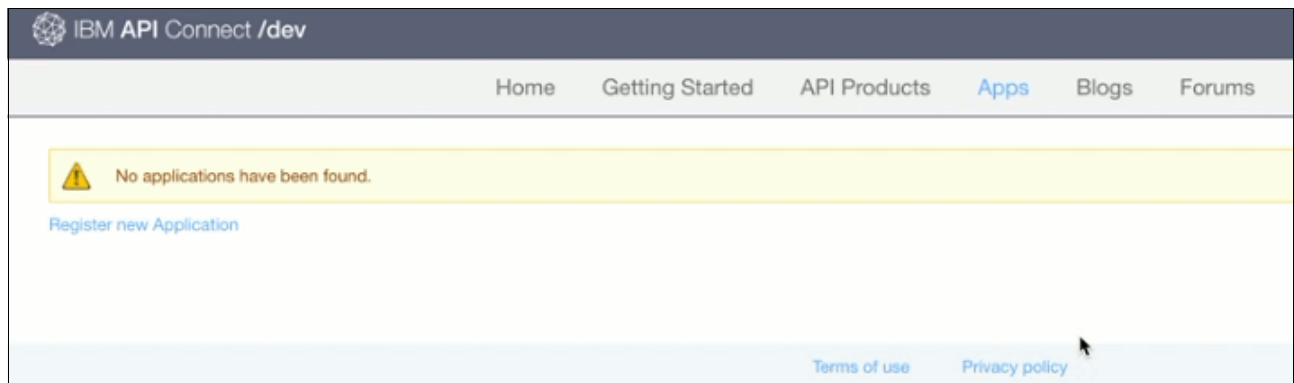 IBM API Connect /dev
Home Getting Started API Products Apps Blogs Forums
No applications have been found.
Register new Application
Terms of use Privacy policy